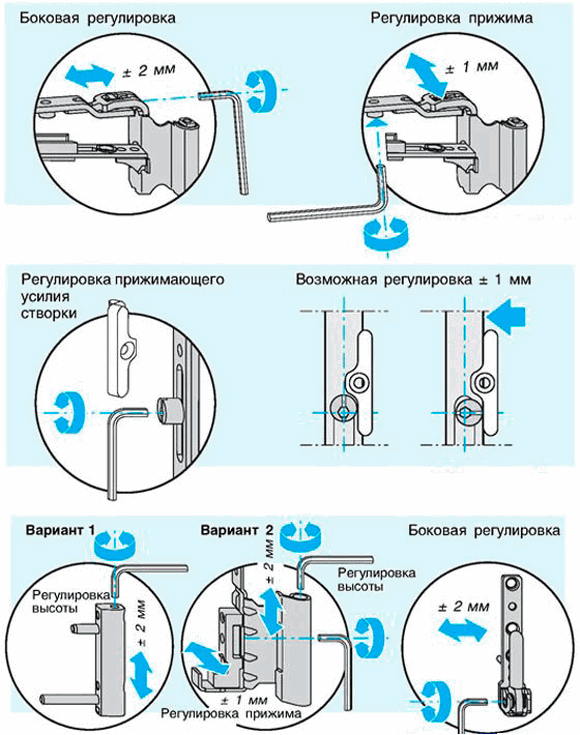 Боковая регулировка
Регулировка прижима
± 2 мм
± 1 мм
Регулировка прижимающего
усилия
створки
Возможная регулировка ± 1 мм
Вариант 1
Вариант 2
Боковая регулировка
Регулировка
высоты
± 2 мм
± 2 мм
Регулировка
высоты
± 2 мм
± 1 мм
Регулировка прижима